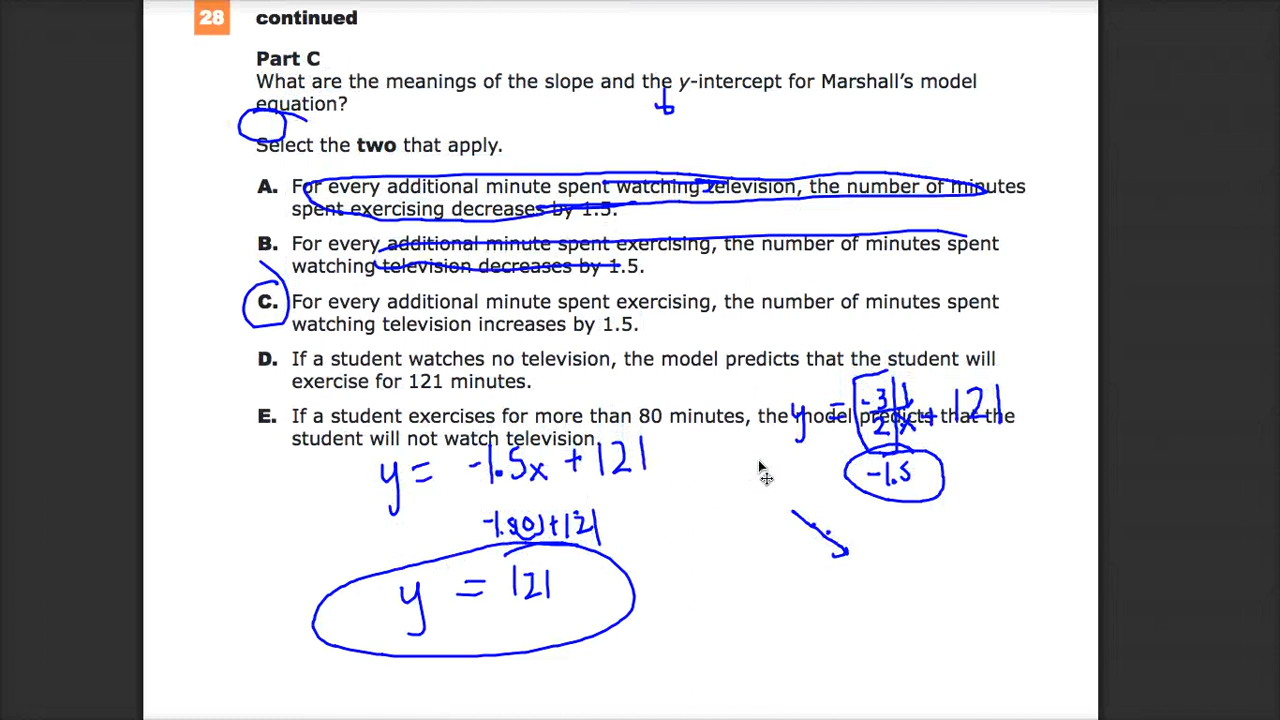 28 continued
Part C
What are the meanings of the slope and the y-intercept for Marshall's model
equation?
Select the two that apply.
A. For every additional minute spent watching television, the number of minutes
spent exercising decreases by 1.5.
B. For every additional minute spent exercising, the number of minutes spent
watching television decreases by 1.5.
C. For every additional minute spent exercising, the number of minutes spent
watching television increases by 1.5.
D. If a student watches no television, the model predicts that the student will
exercise for 121 minutes.
E. If a student exercises for more than 80 minutes, the model predicts that the
student will not watch television.
y = -3/2 x + 121
-1.5
y = -1.5x + 121
+121
y = 121